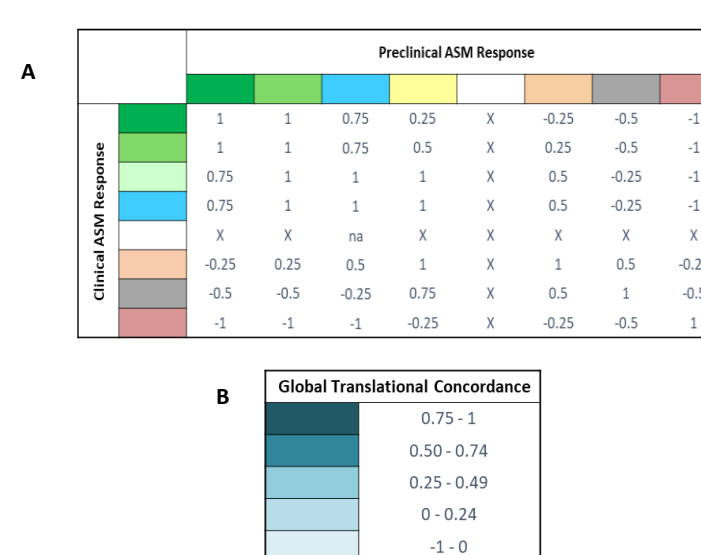 A
Preclinical ASM Response
Clinical ASM Response
1 1 0.75 0.25 X -0.25 -0.5 -1
1 1 0.75 0.5 X 0.25 -0.5 -1
0.75 1 1 1 X 0.5 -0.25 -1
0.75 1 1 1 X 0.5 -0.25 -1
X X na X X X X X
-0.25 0.25 0.5 1 X 1 0.5 -0.2
-0.5 -0.5 -0.25 0.75 X 0.5 1 -0.5
-1 -1 -1 -0.25 X -0.25 -0.5 1
B
Global Translational Concordance
0.75 - 1
0.50 - 0.74
0.25 - 0.49
0 - 0.24
-1 - 0